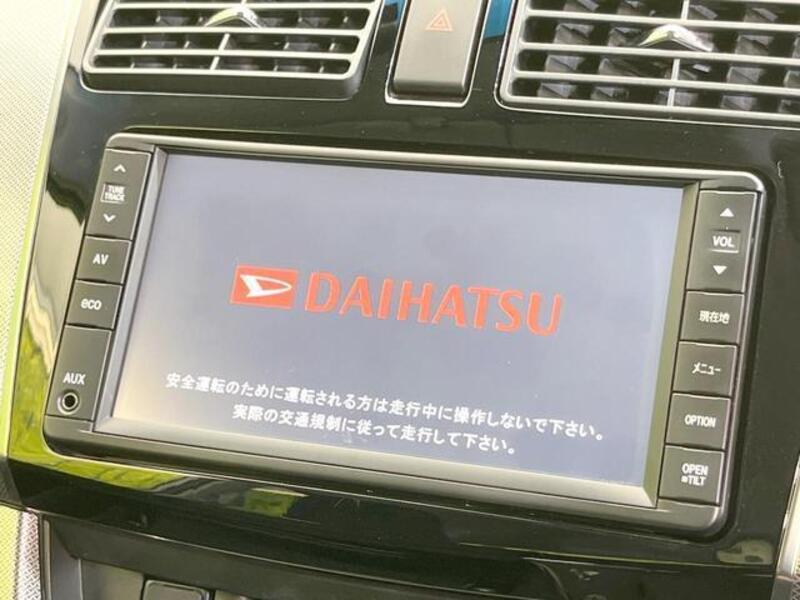 TUNE
TRACK
AV
eco
AUX
DAIHATSU
安全運転のために運転される方は走行中に操作しないで下さい。
実際の交通規制に従って走行して下さい。
VOL
現在地
メニュー
OPTION
OPEN
TILT